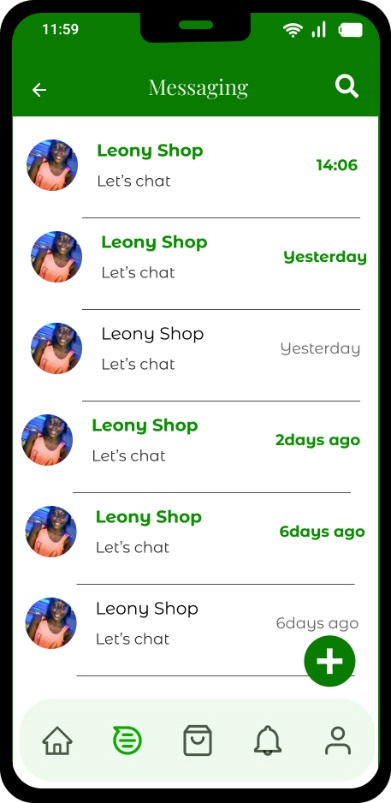 11:59
Messaging
Leony Shop
14:06
Let's chat
Leony Shop
Yesterday
Let's chat
Leony Shop
Yesterday
Let's chat
Leony Shop
2days ago
Let's chat
Leony Shop
6days ago
Let's chat
Leony Shop
6days ago
Let's chat